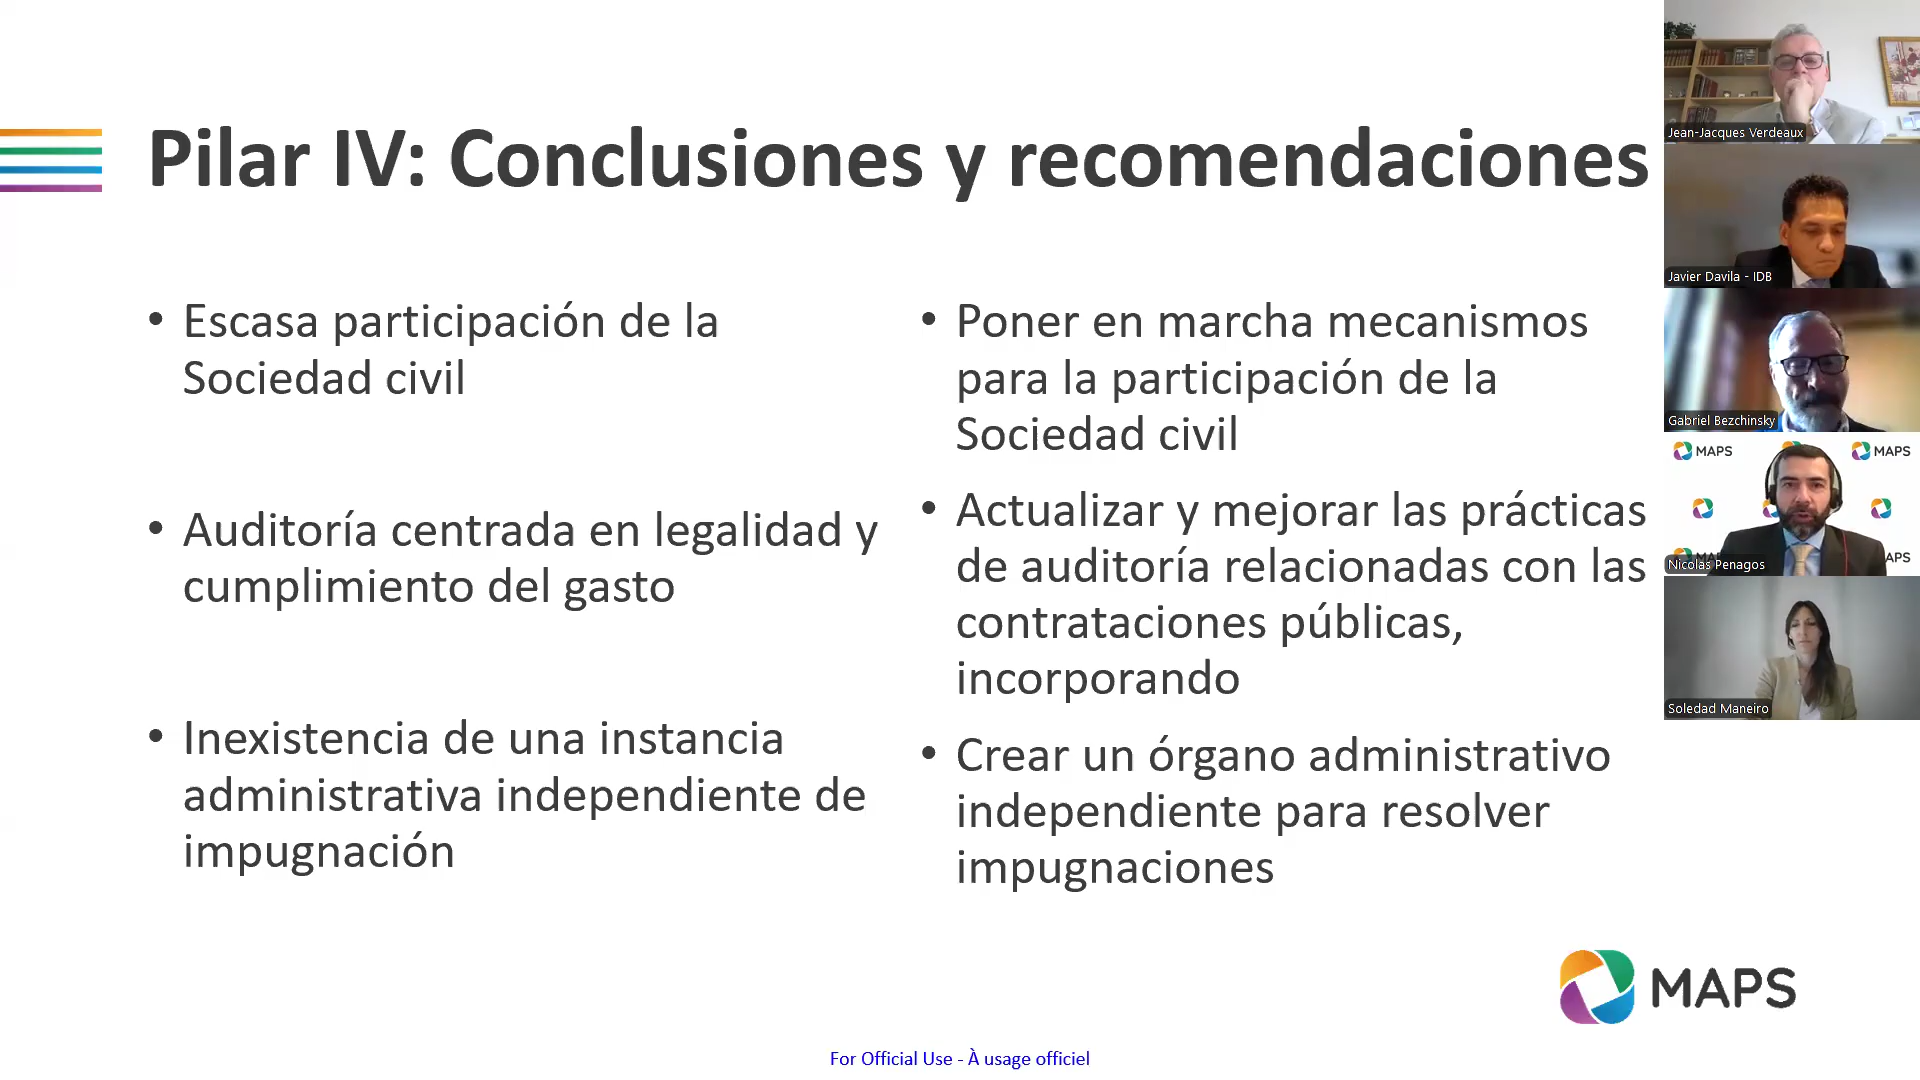 Pilar IV: Conclusiones y recomendaciones
• Escasa participación de la
Sociedad civil
• Auditoría centrada en legalidad y
cumplimiento del gasto
• Inexistencia de una instancia
administrativa independiente de
impugnación
• Poner en marcha mecanismos
para la participación de la
Sociedad civil
• Actualizar y mejorar las prácticas
de auditoría relacionadas con las
contrataciones públicas,
incorporando
• Crear un órgano administrativo
independiente para resolver
impugnaciones
MAPS
For Official Use - À usage officiel
Jean-Jacques Verdeaux
Javier Davila - IDB
Gabriel Bezchinsky
MAPS
MAPS
MAPS
APS
Nicolas Penagos
Soledad Maneiro